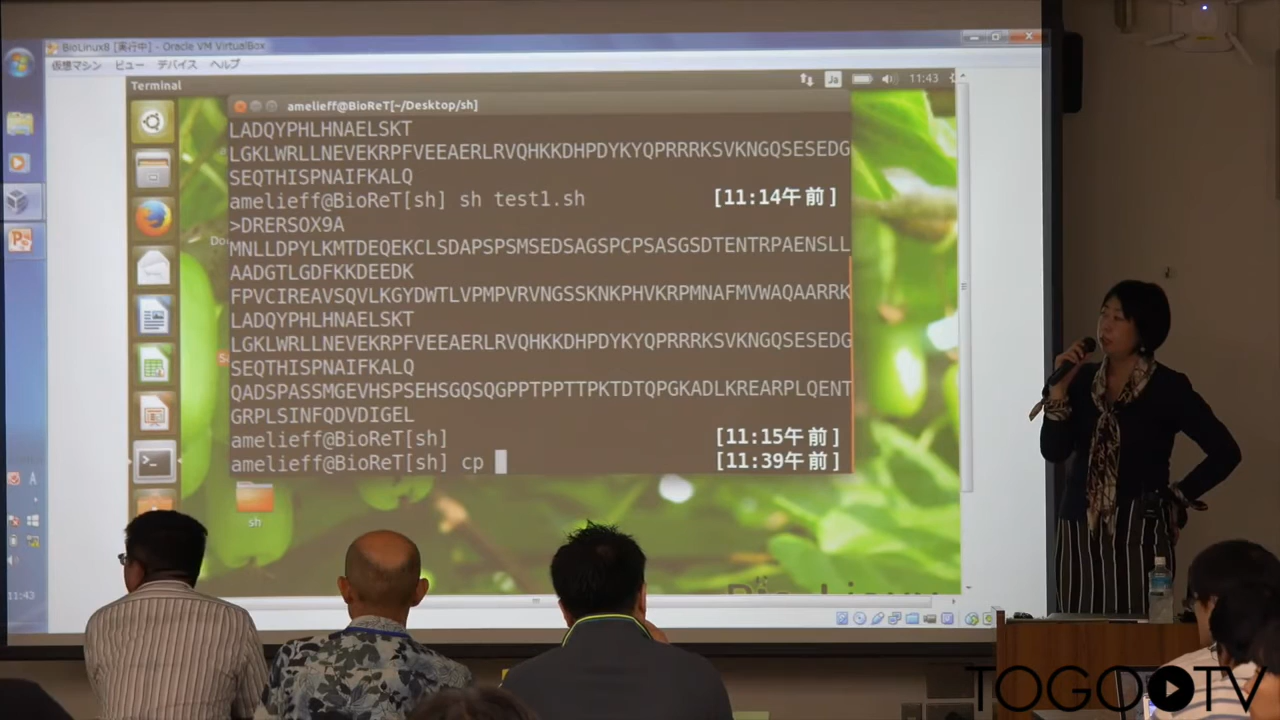 BioLinux8 [実行中] - Oracle VM VirtualBox
仮想マシン ビュー デバイス ヘルプ
Terminal
Ja
11:43
amelieff@BioReT[~/Desktop/sh]
LADQYPHLHNAELSKT
LGKLWRLLNEVEKRPFVEEAERLRVQHKKDHPDYKYQPRRRKSVKNGQSESEDG
SEQTHISPNAIFKALQ
amelieff@BioReT[sh] sh test1.sh [11:14午前]
>DRERSOX9A
MNLLDPYLKMTDEQEKCLSDAPSPSMSEDSAGSPCPSASGSDTENTRPAENSLL
AADGTLGDFKKDEEDK
FPVCIREAVSQVLKGYDWTLVPMPVRVNGSSKNKPHVKRPMNAFMVWAQAARRK
LADQYPHLHNAELSKT
LGKLWRLLNEVEKRPFVEEAERLRVQHKKDHPDYKYQPRRRKSVKNGQSESEDG
SEQTHISPNAIFKALQ
QADSPASSMGEVHSPSEHSGQSQGPPTPPTTPKTDTQPGKADLKREARPLQENT
GRPLSINFQDVDIGEL
amelieff@BioReT[sh] [11:15午前]
amelieff@BioReT[sh] cp [11:39午前]
sh
A
11:43
TOGO TV